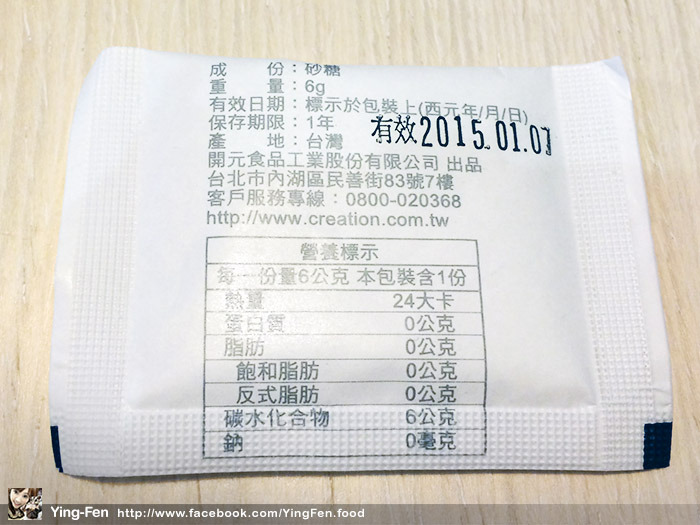 成　　份：砂糖
重　　量：6g
有效日期：標示於包裝上(西元年/月/日)
保存期限：1年
有效2015.01.07
產　　地：台灣
開元食品工業股份有限公司 出品
台北市內湖區民善街83號7樓
客戶服務專線：0800-020368
http://www.creation.com.tw
營養標示
每一份量6公克 本包裝含1份
熱量 24大卡
蛋白質 0公克
脂肪 0公克
飽和脂肪 0公克
反式脂肪 0公克
碳水化合物 6公克
鈉 0毫克
Ying-Fen http://www.facebook.com/YingFen.food